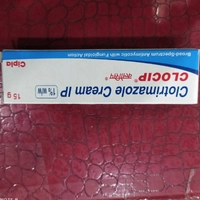 Broad-Spectrum Antimycotic with Fungicidal Action
Clotrimazole Cream IP
1% w/w
CLOCIP क्लोसिप
Cipla
15 g